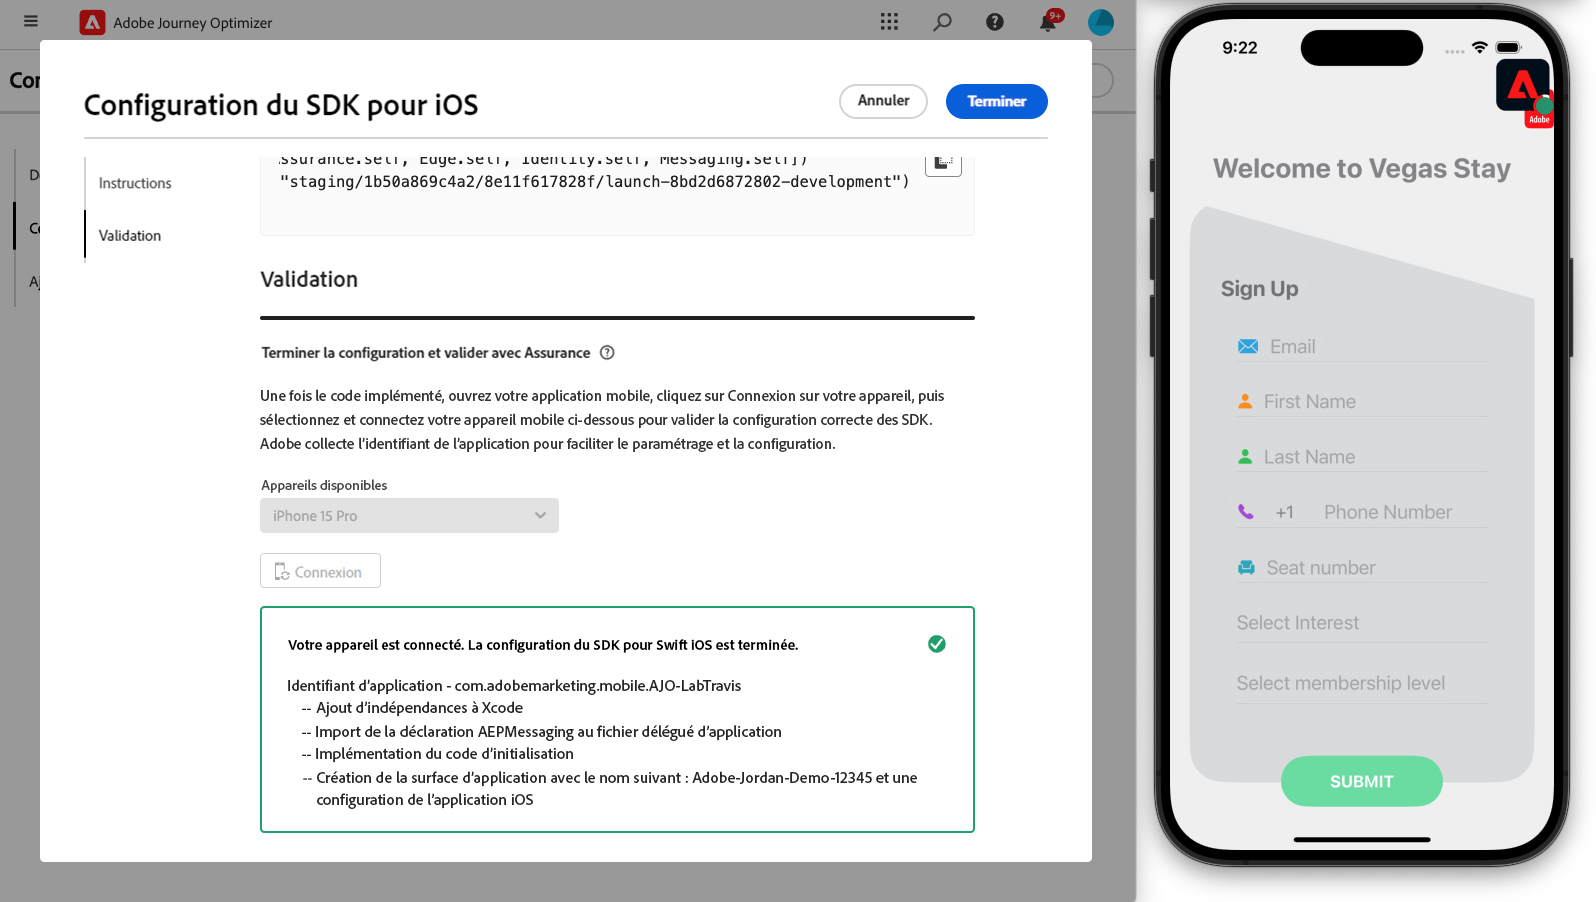 Adobe Journey Optimizer
9+
Configuration du SDK pour iOS
Annuler
Terminer
Instructions
Validation
Assurance.self, Edge.self, Identity.self, Messaging.self])
"staging/1b50a869c4a2/8e11f617828f/launch-8bd2d6872802-development")
Validation
Terminer la configuration et valider avec Assurance
Une fois le code implémenté, ouvrez votre application mobile, cliquez sur Connexion sur votre appareil, puis
sélectionnez et connectez votre appareil mobile ci-dessous pour valider la configuration correcte des SDK.
Adobe collecte l’identifiant de l’application pour faciliter le paramétrage et la configuration.
Appareils disponibles
iPhone 15 Pro
Connexion
Votre appareil est connecté. La configuration du SDK pour Swift iOS est terminée.
Identifiant d’application - com.adobemarketing.mobile.AJO-LabTravis
-- Ajout d’indépendances à Xcode
-- Import de la déclaration AEPMessaging au fichier délégué d’application
-- Implémentation du code d’initialisation
-- Création de la surface d’application avec le nom suivant : Adobe-Jordan-Demo-12345 et une
configuration de l’application iOS
9:22
Adobe
Welcome to Vegas Stay
Sign Up
Email
First Name
Last Name
+1 Phone Number
Seat number
Select Interest
Select membership level
SUBMIT